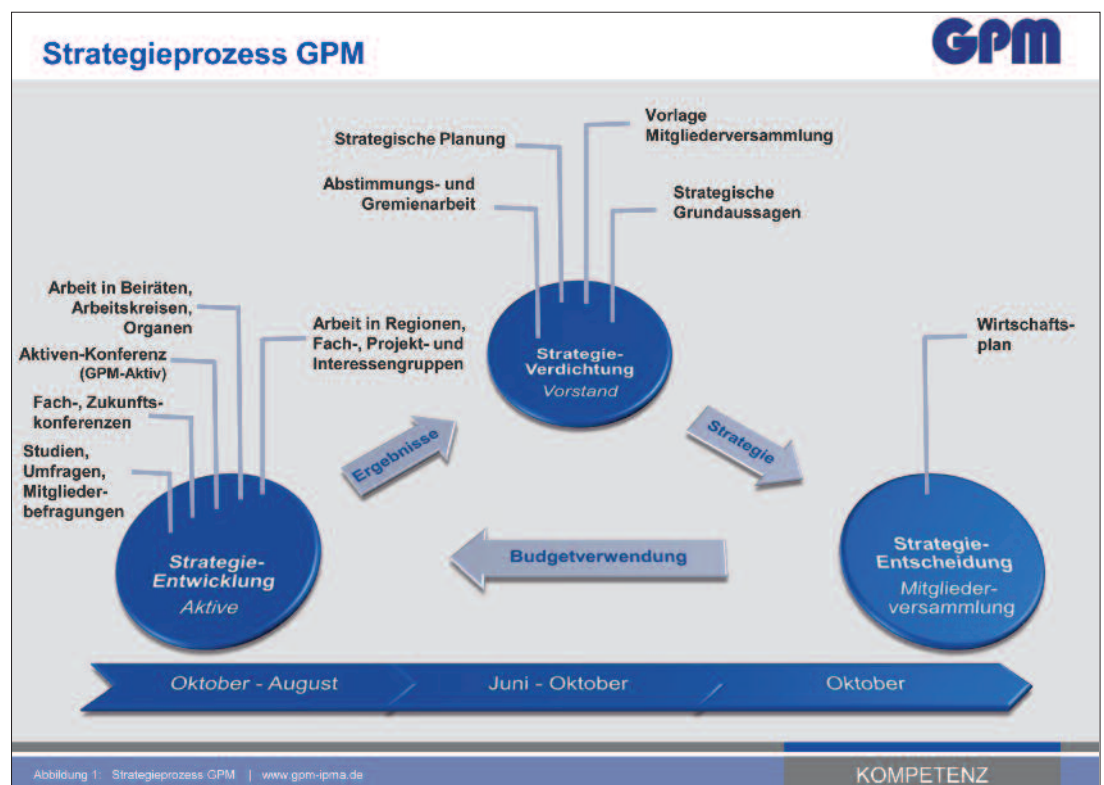 Strategieprozess GPM
GPM
Strategische Planung
Vorlage
Mitgliederversammlung
Abstimmungs- und
Gremienarbeit
Strategische
Grundaussagen
Arbeit in Beiräten,
Arbeitskreisen,
Organen
Arbeit in Regionen,
Fach-, Projekt- und
Interessengruppen
Aktiven-Konferenz
(GPM-Aktiv)
Fach-, Zukunfts-
konferenzen
Studien,
Umfragen,
Mitglieder-
befragungen
Wirtschafts-
plan
Strategie-
Verdichtung
Vorstand
Ergebnisse
Strategie
Strategie-
Entwicklung
Aktive
Budgetverwendung
Strategie-
Entscheidung
Mitglieder-
versammlung
Oktober - August
Juni - Oktober
Oktober
Abbildung 1: Strategieprozess GPM | www.gpm-ipma.de
KOMPETENZ